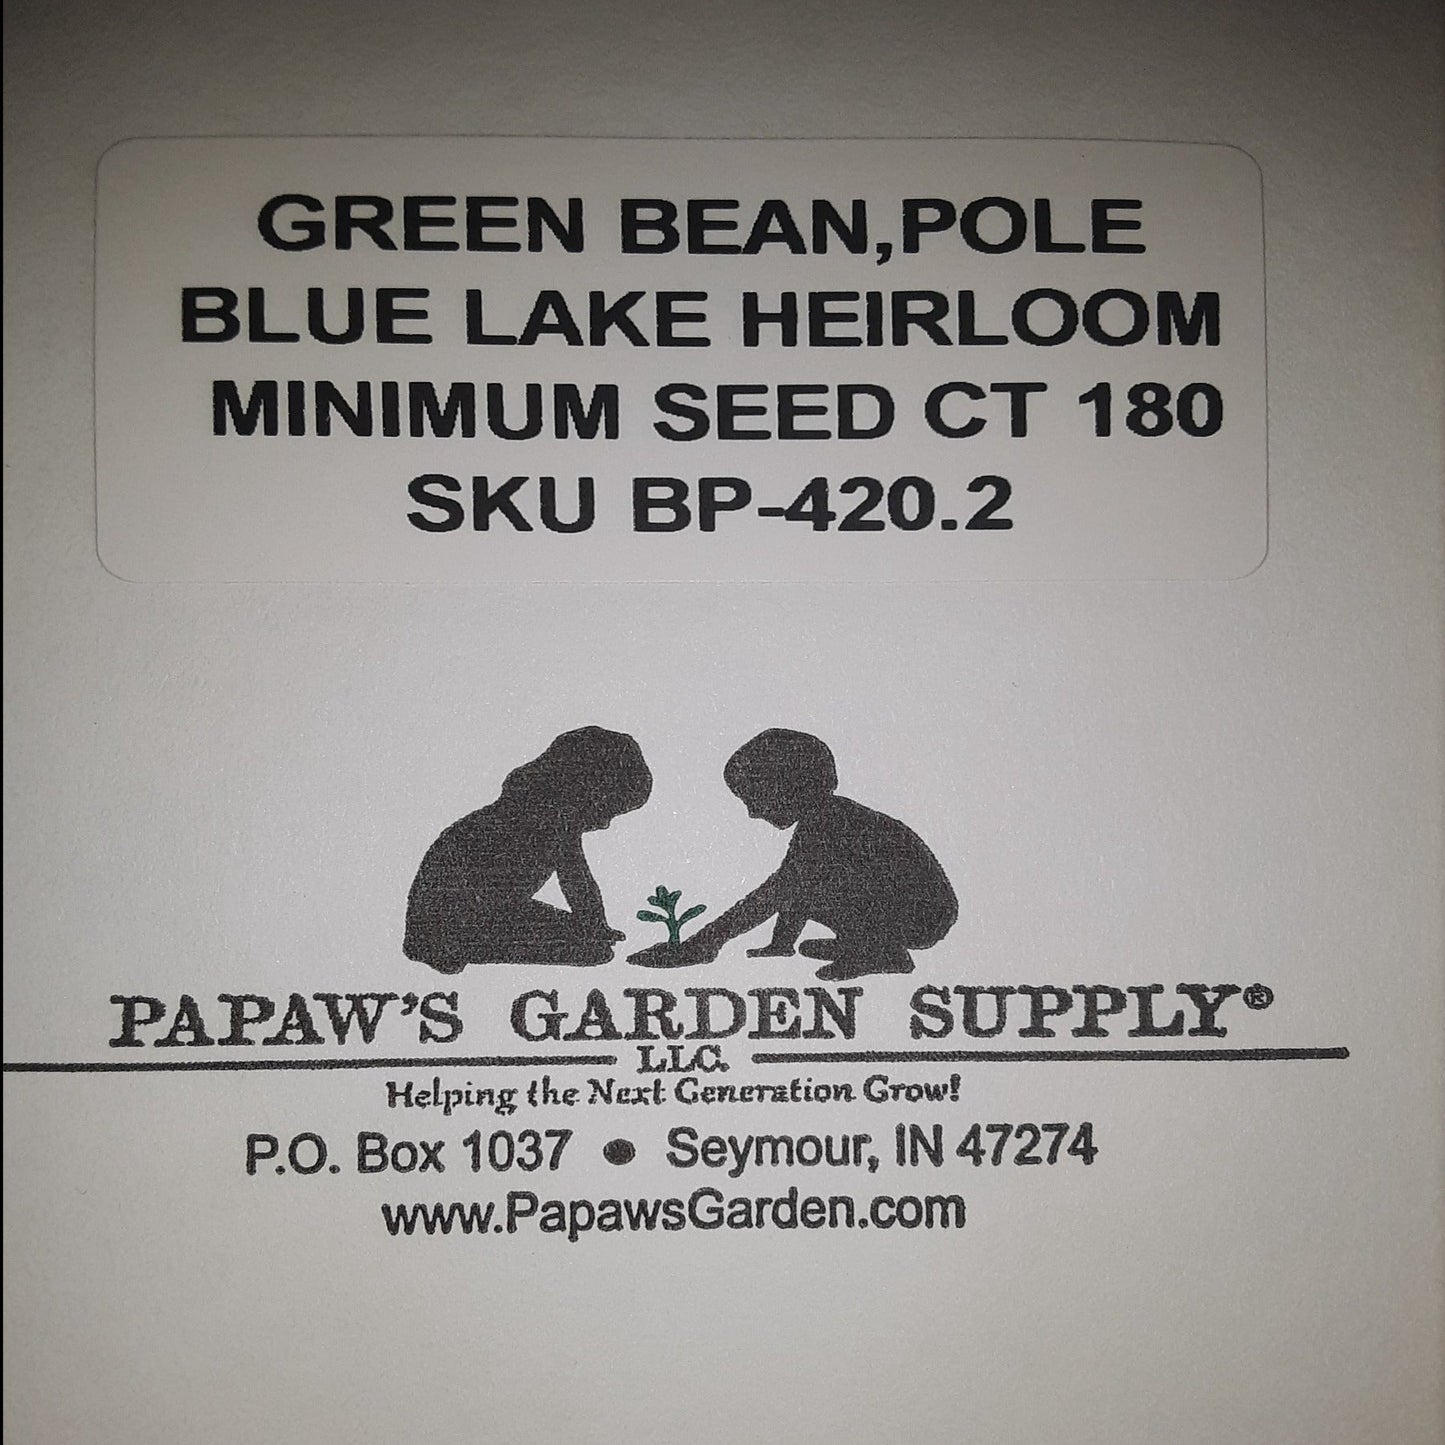 GREEN BEAN,POLE
BLUE LAKE HEIRLOOM
MINIMUM SEED CT 180
SKU BP-420.2
PAPAW'S GARDEN SUPPLY®
LLC.
Helping the Next Generation Grow!
P.O. Box 1037 ● Seymour, IN 47274
www.PapawsGarden.com